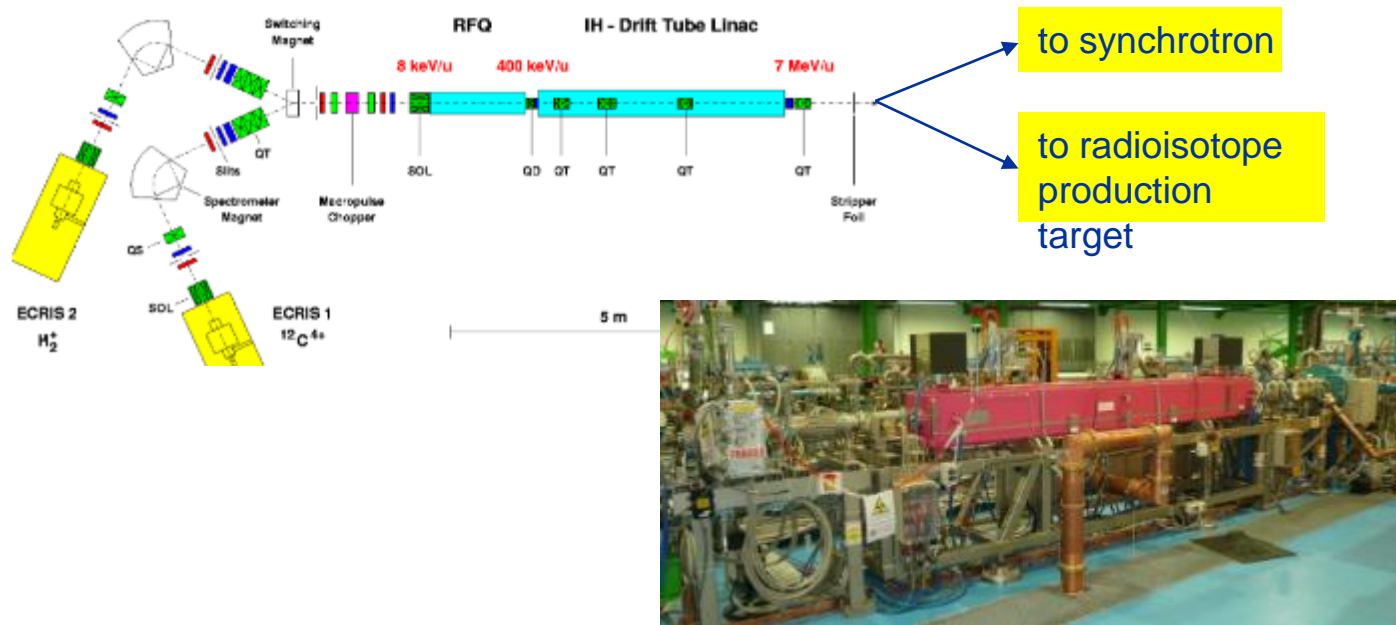 Switching
Magnet
RFQ
IH - Drift Tube Linac
to synchrotron
8 keV/u
400 keV/u
7 MeV/u
to radioisotope
production
target
QT
Slits
SOL
QD
QT
QT
QT
QT
Spectrometer
Magnet
Macropulse
Chopper
Stripper
Foil
QS
SOL
ECRIS 2
H₂⁺
ECRIS 1
¹²C⁴⁺
5 m